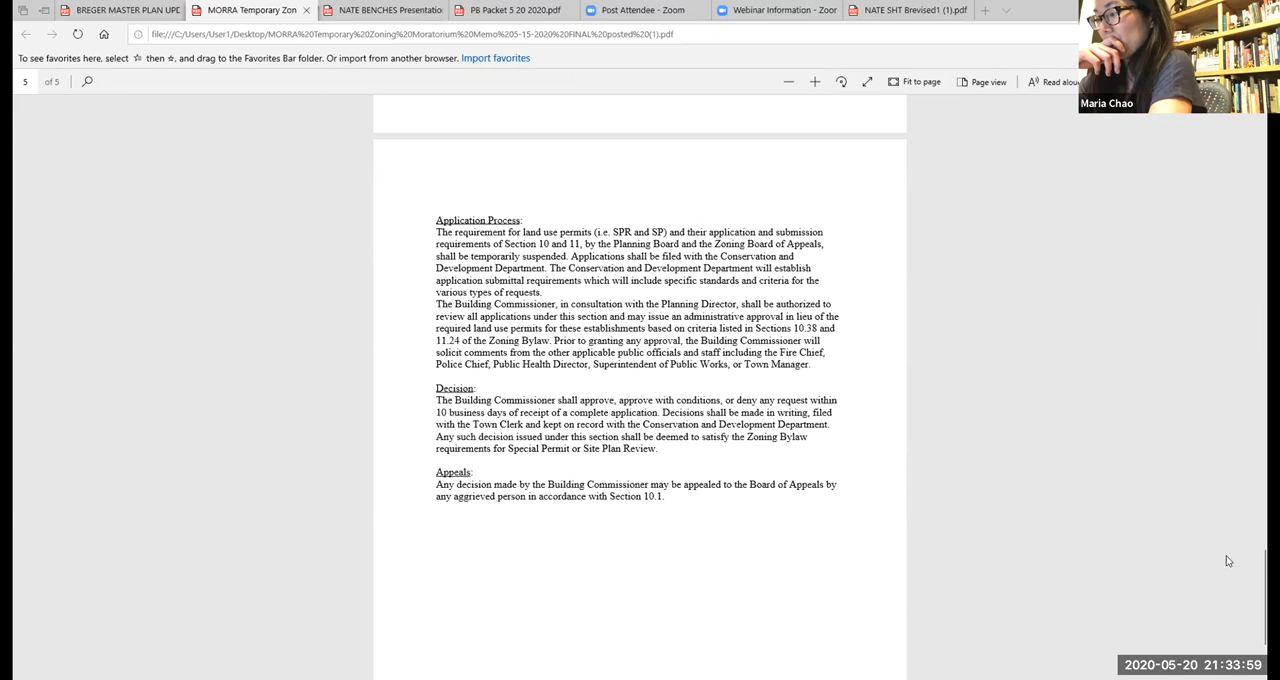 BREGER MASTER PLAN UPD
MORRA Temporary Zon
NATE BENCHES Presentatio
PB Packet 5 20 2020.pdf
Post Attendee - Zoom
Webinar Information - Zoor
NATE SHT Brevised1 (1).pdf
file:///C:/Users/User1/Desktop/MORRA%20Temporary%20Zoning%20Moratorium%20Memo%205-15-2020%20FINAL%20posted%20(1).pdf
To see favorites here, select ☆ then ☆, and drag to the Favorites Bar folder. Or import from another browser. Import favorites
5 of 5
Fit to page
Page view
Read aloud
Maria Chao
Application Process:
The requirement for land use permits (i.e. SPR and SP) and their application and submission
requirements of Section 10 and 11, by the Planning Board and the Zoning Board of Appeals,
shall be temporarily suspended. Applications shall be filed with the Conservation and
Development Department. The Conservation and Development Department will establish
application submittal requirements which will include specific standards and criteria for the
various types of requests.
The Building Commissioner, in consultation with the Planning Director, shall be authorized to
review all applications under this section and may issue an administrative approval in lieu of the
required land use permits for these establishments based on criteria listed in Sections 10.38 and
11.24 of the Zoning Bylaw. Prior to granting any approval, the Building Commissioner will
solicit comments from the other applicable public officials and staff including the Fire Chief,
Police Chief, Public Health Director, Superintendent of Public Works, or Town Manager.
Decision:
The Building Commissioner shall approve, approve with conditions, or deny any request within
10 business days of receipt of a complete application. Decisions shall be made in writing, filed
with the Town Clerk and kept on record with the Conservation and Development Department.
Any such decision issued under this section shall be deemed to satisfy the Zoning Bylaw
requirements for Special Permit or Site Plan Review.
Appeals:
Any decision made by the Building Commissioner may be appealed to the Board of Appeals by
any aggrieved person in accordance with Section 10.1.
2020-05-20 21:33:59